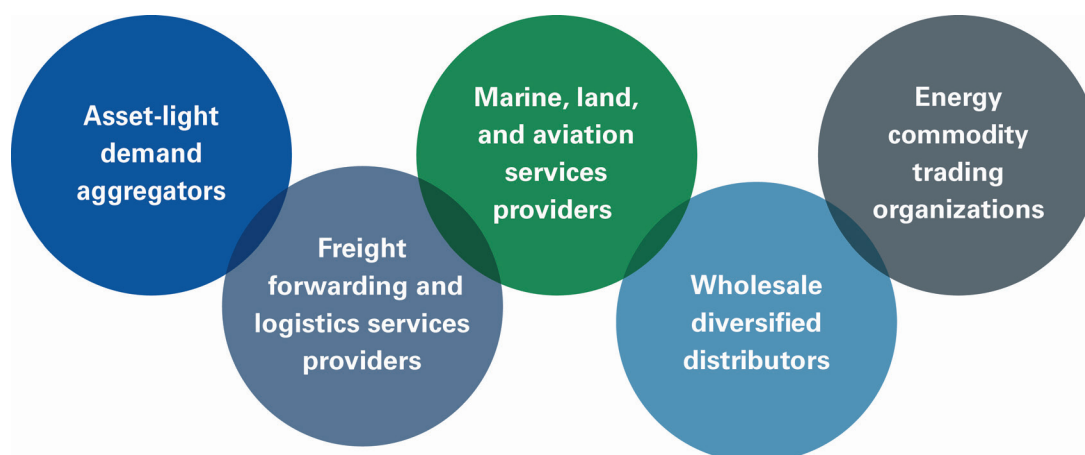 Asset-light
demand
aggregators
Freight
forwarding and
logistics services
providers
Marine, land,
and aviation
services
providers
Wholesale
diversified
distributors
Energy
commodity
trading
organizations